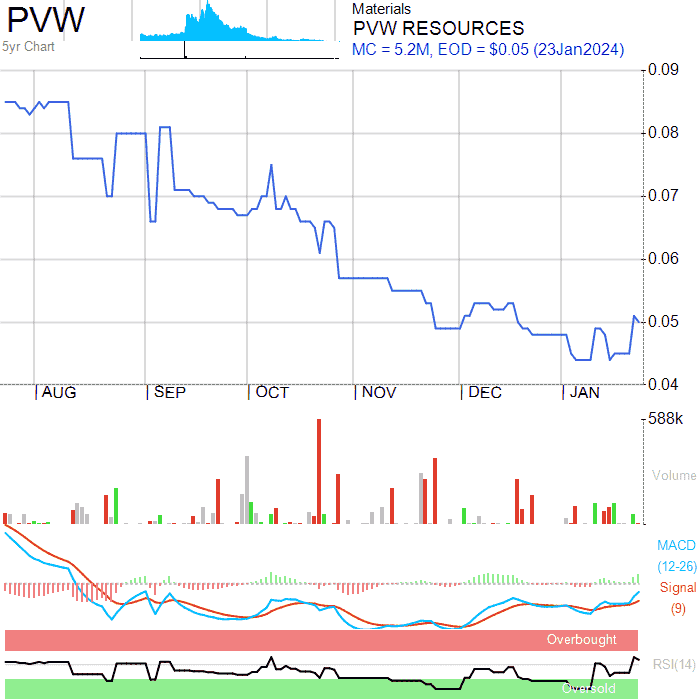 PVW
5yr Chart
Materials
PVW RESOURCES
MC = 5.2M, EOD = $0.05 (23Jan2024)
0.09
0.08
0.07
0.06
0.05
0.04
AUG SEP OCT NOV DEC JAN
588k
Volume
MACD
(12-26)
Signal
(9)
Overbought
RSI(14)
Oversold